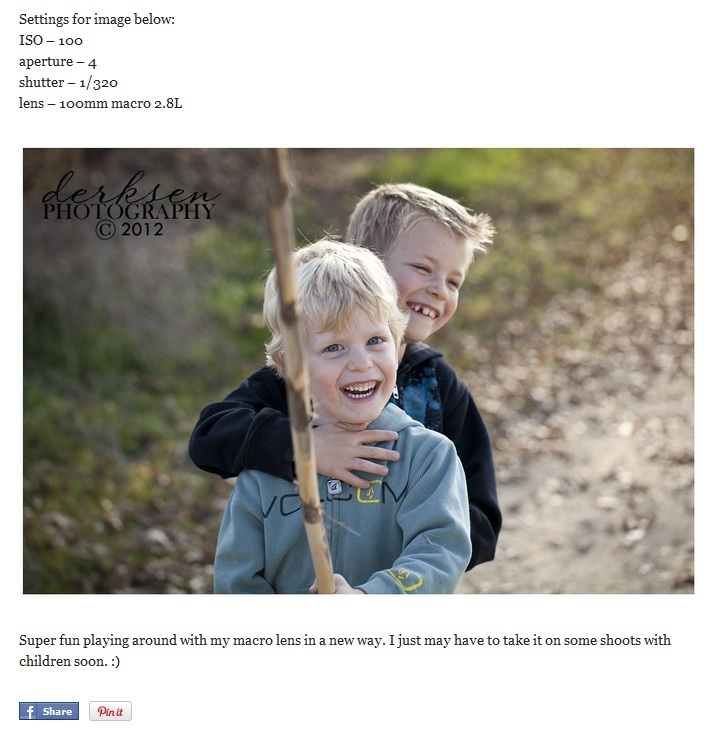 Settings for image below:
ISO – 100
aperture – 4
shutter – 1/320
lens – 100mm macro 2.8L
derksen
PHOTOGRAPHY
© 2012
VOLCOM
Super fun playing around with my macro lens in a new way. I just may have to take it on some shoots with
children soon. :)
Share
Pin it